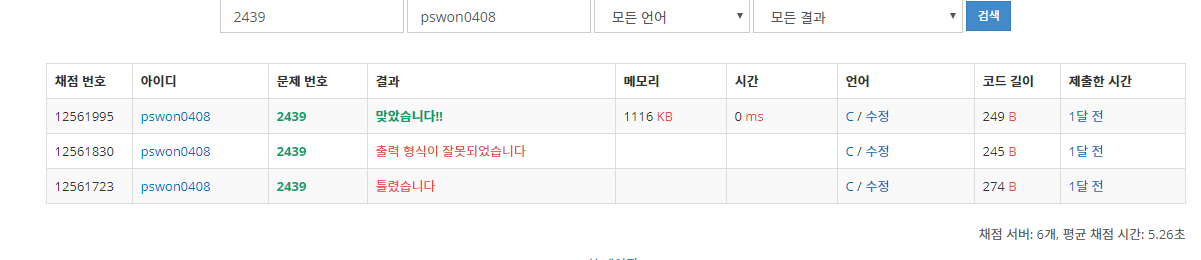 2439 pswon0408 모든 언어 모든 결과 검색
채점 번호 아이디 문제 번호 결과 메모리 시간 언어 코드 길이 제출한 시간
12561995 pswon0408 2439 맞았습니다!! 1116 KB 0 ms C / 수정 249 B 1달 전
12561830 pswon0408 2439 출력 형식이 잘못되었습니다 C / 수정 245 B 1달 전
12561723 pswon0408 2439 틀렸습니다 C / 수정 274 B 1달 전
채점 서버: 6개, 평균 채점 시간: 5.26초